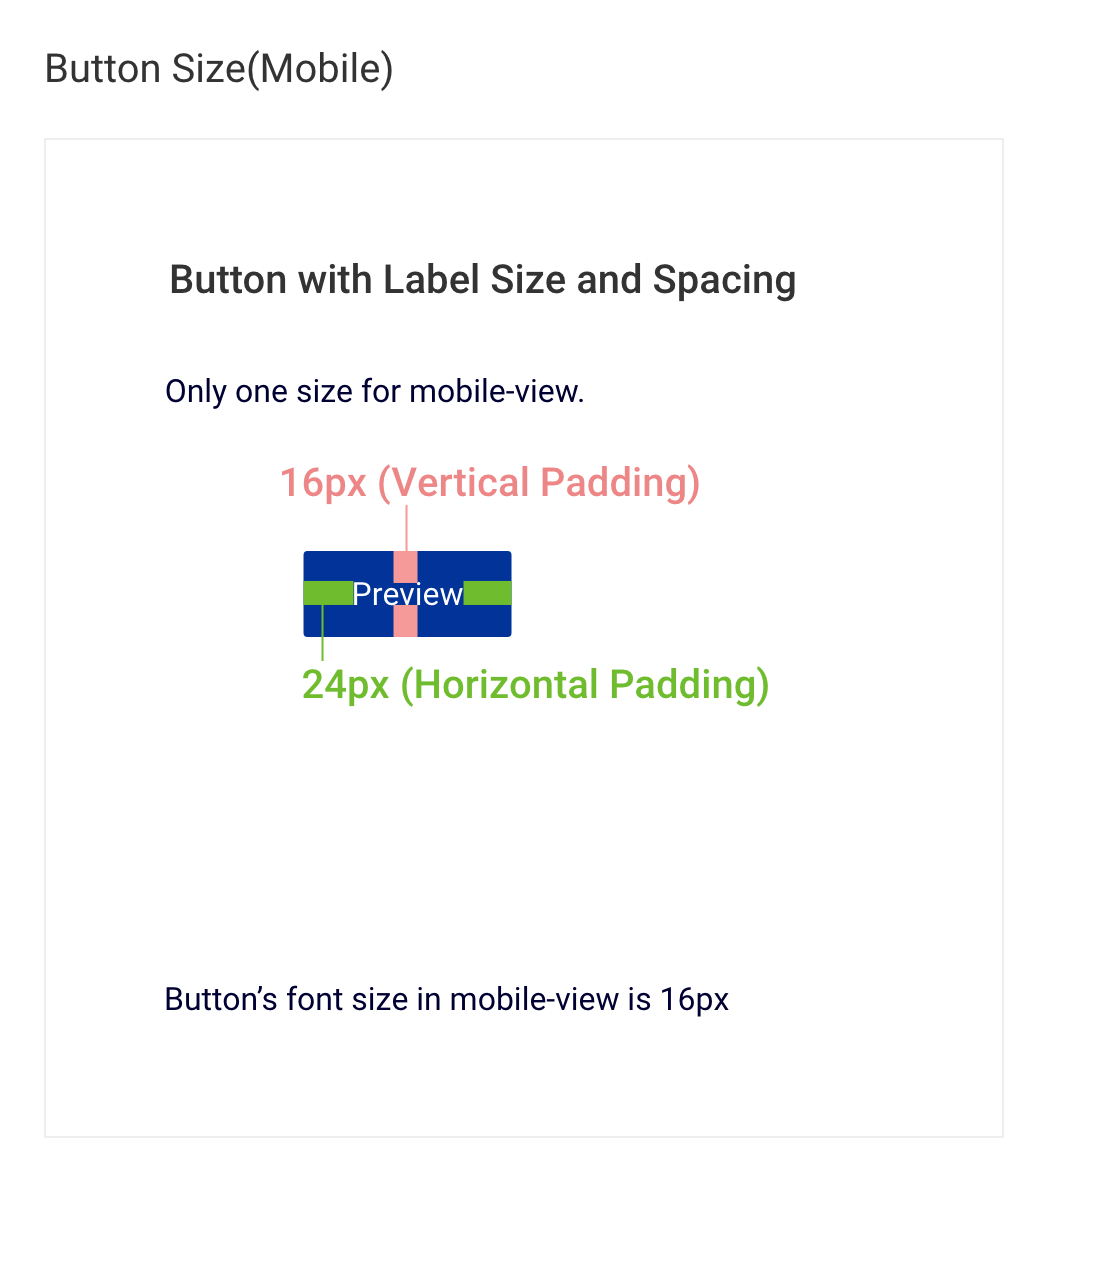 Button Size(Mobile)
Button with Label Size and Spacing
Only one size for mobile-view.
16px (Vertical Padding)
Preview
24px (Horizontal Padding)
Button’s font size in mobile-view is 16px